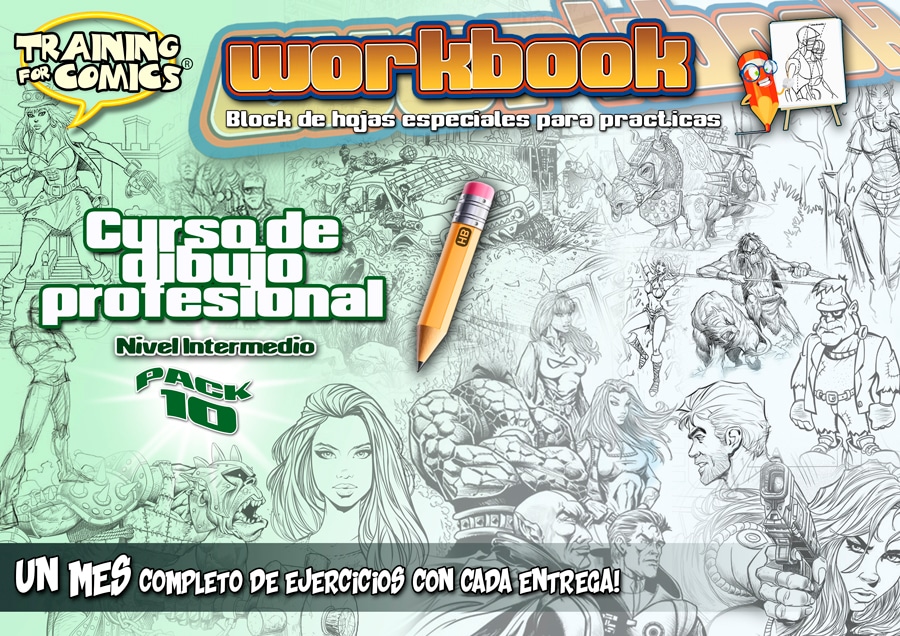 TRAINING
FOR
COMICS®
workbook
Block de hojas especiales para practicas
Curso de
dibujo
profesional
Nivel Intermedio
PACK
10
HB
UN MES COMPLETO DE EJERCICIOS CON CADA ENTREGA!